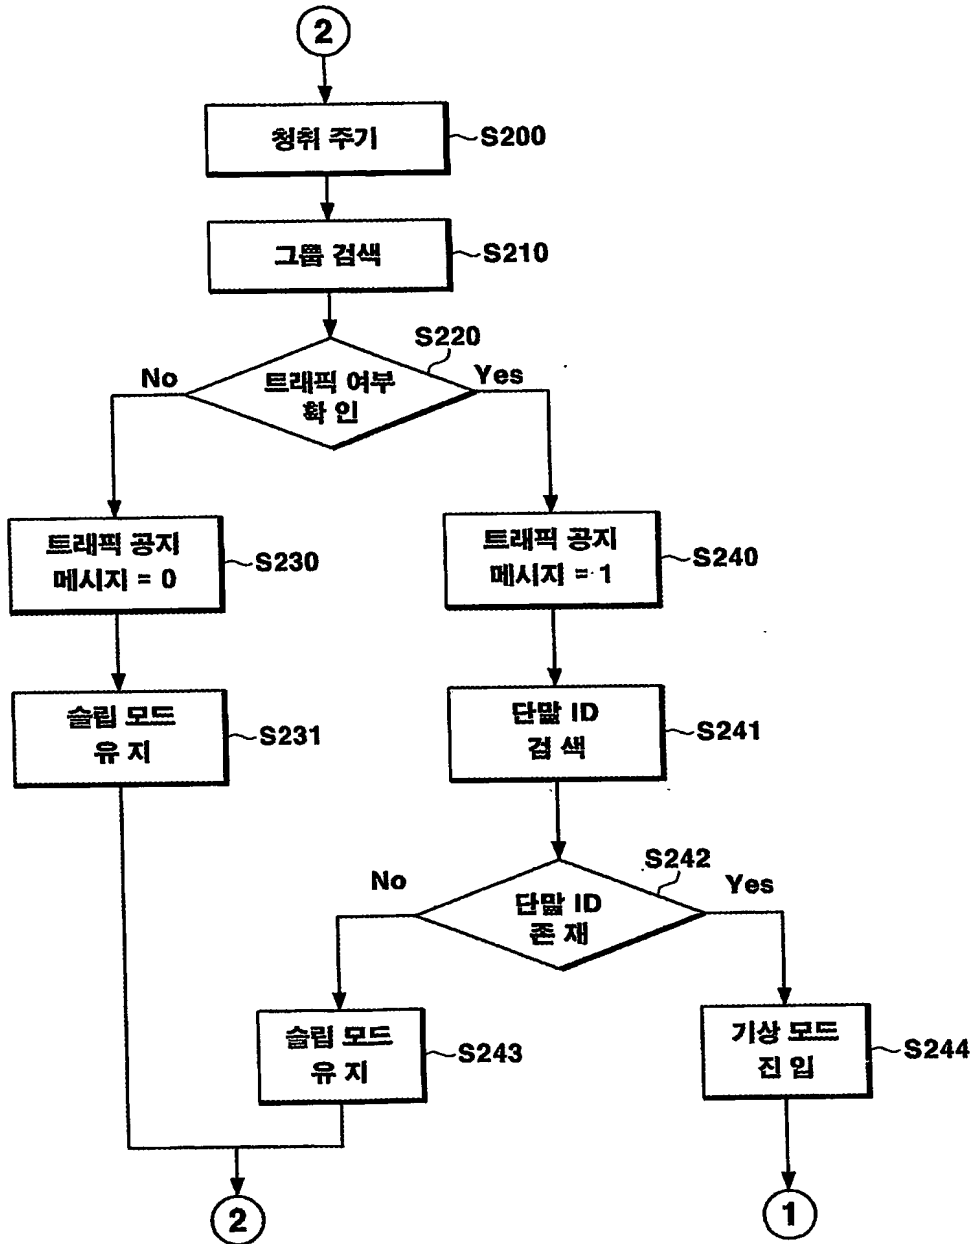 2
청취 주기
S200
그룹 검색
S210
S220
No
트래픽 여부
확 인
Yes
트래픽 공지
메시지 = 0
S230
트래픽 공지
메시지 = 1
S240
슬립 모드
유 지
S231
단말 ID
검 색
S241
S242
No
단말 ID
존 재
Yes
슬립 모드
유 지
S243
기상 모드
진 입
S244
2
1